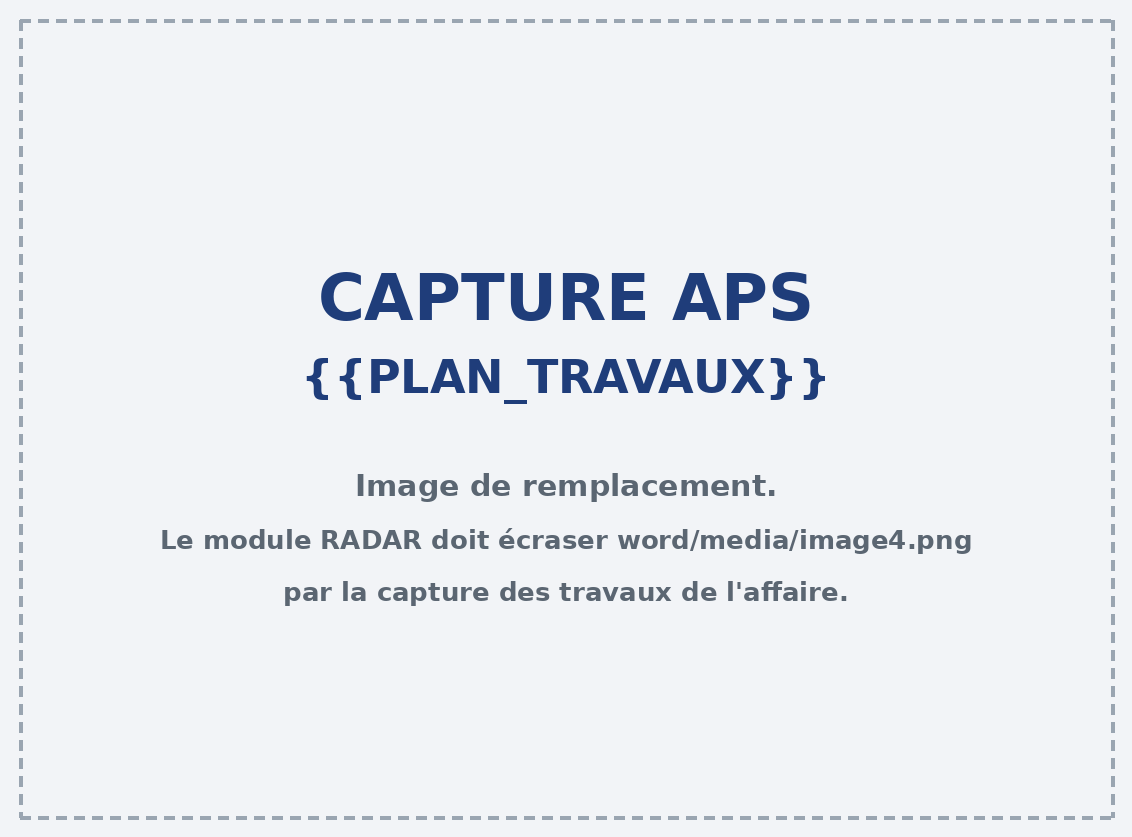 CAPTURE APS
{{PLAN_TRAVAUX}}
Image de remplacement.
Le module RADAR doit écraser word/media/image4.png
par la capture des travaux de l'affaire.